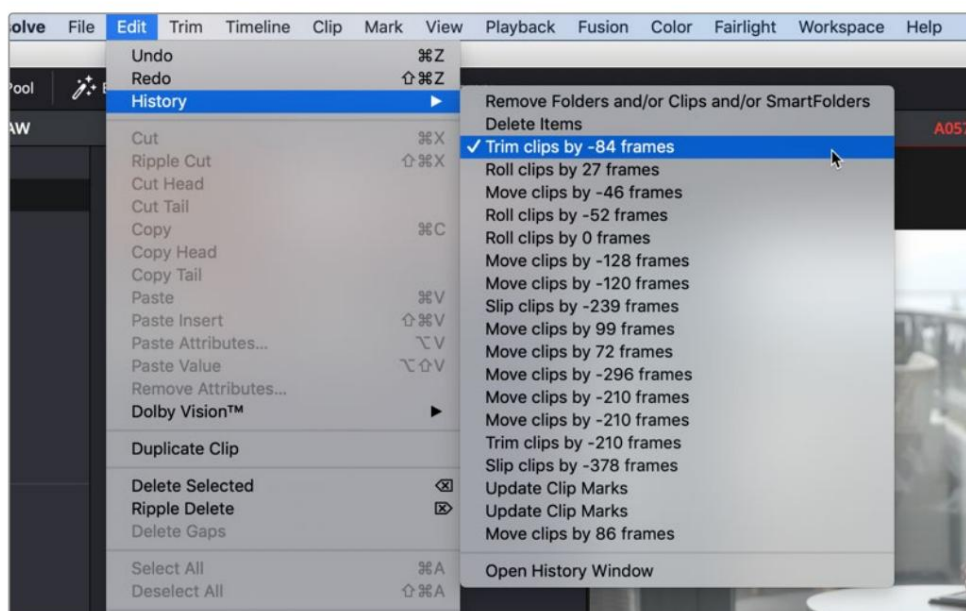 olve File Edit Trim Timeline Clip Mark View Playback Fusion Color Fairlight Workspace Help
Undo ⌘Z
Redo ⇧⌘Z
History
Cut ⌘X
Ripple Cut ⇧⌘X
Cut Head
Cut Tail
Copy ⌘C
Copy Head
Copy Tail
Paste ⌘V
Paste Insert ⇧⌘V
Paste Attributes... ⌥V
Paste Value ⌥⇧V
Remove Attributes...
Dolby Vision™
Duplicate Clip
Delete Selected ⌫
Ripple Delete ⌦
Delete Gaps
Select All ⌘A
Deselect All ⇧⌘A
Remove Folders and/or Clips and/or SmartFolders
Delete Items
✓ Trim clips by -84 frames
Roll clips by 27 frames
Move clips by -46 frames
Roll clips by -52 frames
Roll clips by 0 frames
Move clips by -128 frames
Move clips by -120 frames
Slip clips by -239 frames
Move clips by 99 frames
Move clips by 72 frames
Move clips by -296 frames
Move clips by -210 frames
Move clips by -210 frames
Trim clips by -210 frames
Slip clips by -378 frames
Update Clip Marks
Update Clip Marks
Move clips by 86 frames
Open History Window
ool
AW
A057